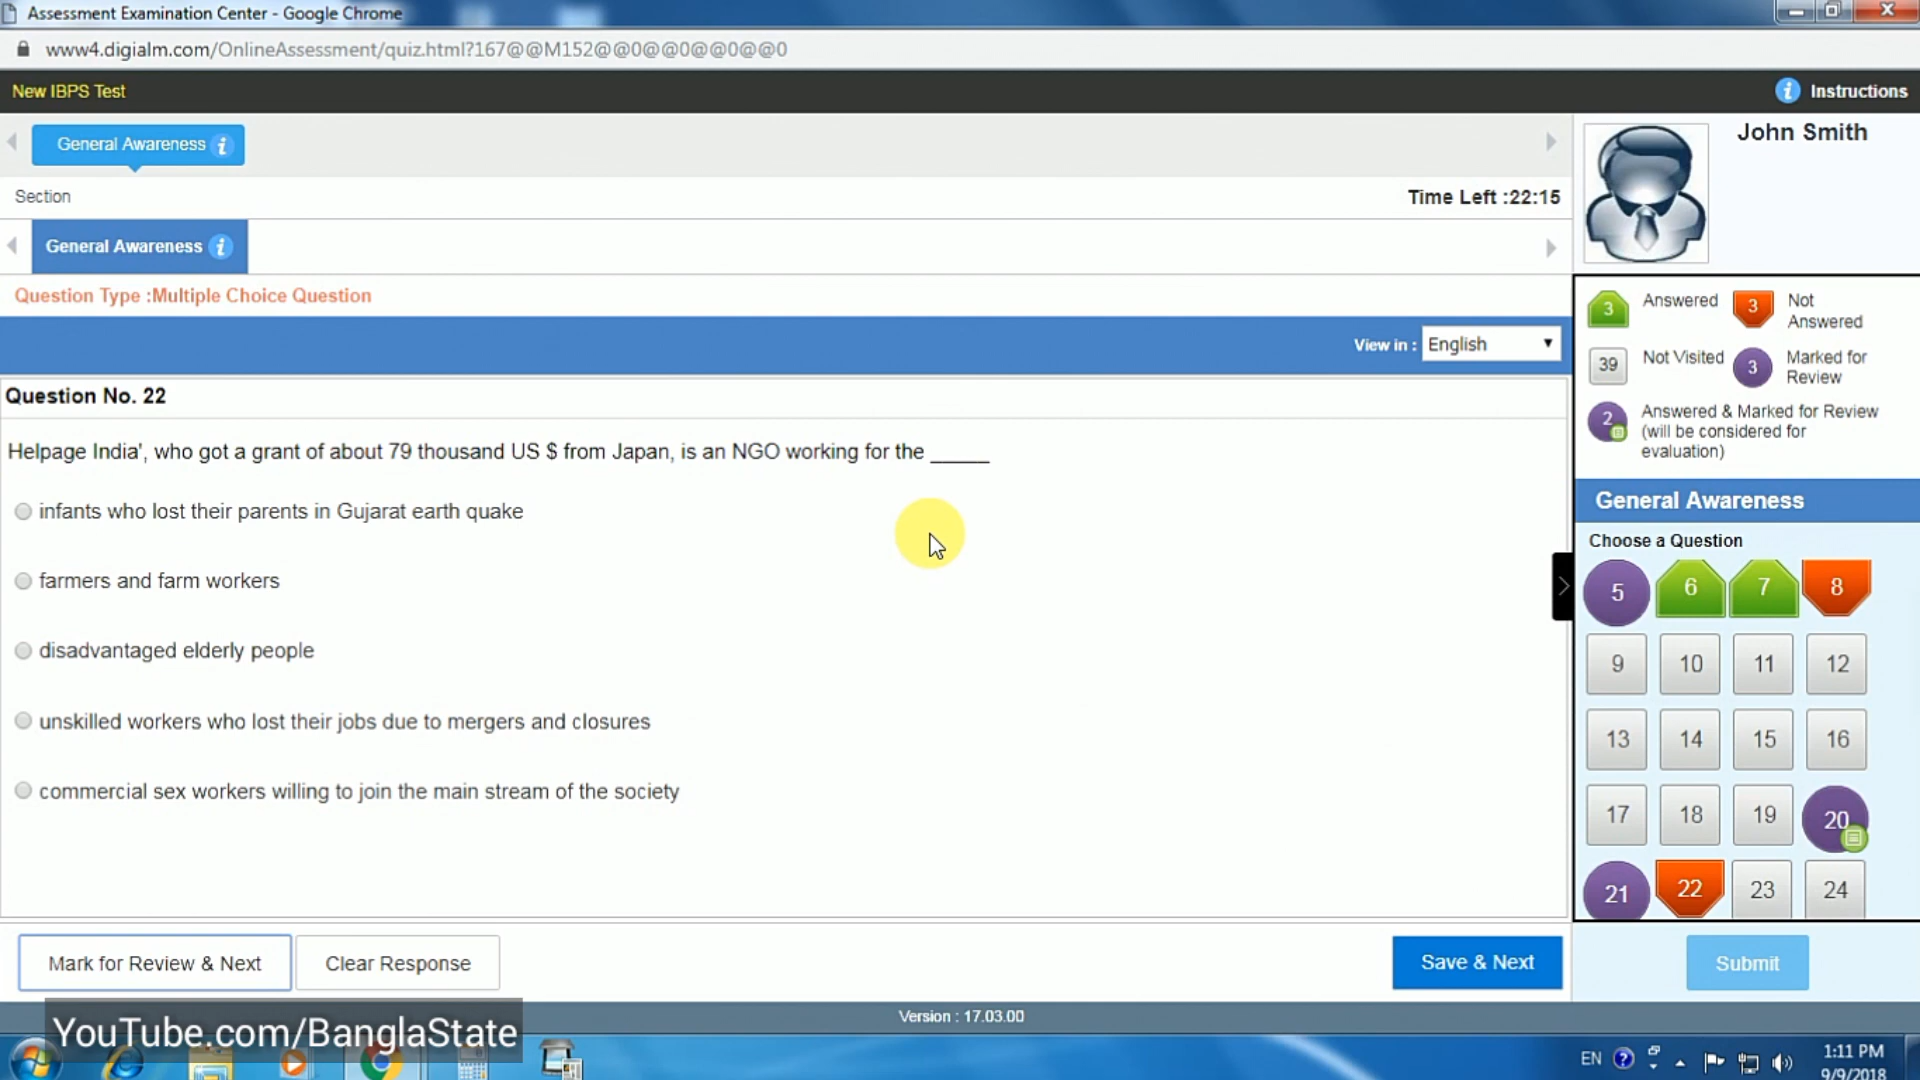 Assessment Examination Center - Google Chrome
www4.digialm.com/OnlineAssessment/quiz.html?167@@M152@@0@@0@@0@@0
New IBPS Test
i Instructions
General Awareness i
John Smith
Section
Time Left :22:15
General Awareness i
Question Type :Multiple Choice Question
View in : English
3 Answered
3 Not Answered
39 Not Visited
3 Marked for Review
2 Answered & Marked for Review (will be considered for evaluation)
Question No. 22
Helpage India', who got a grant of about 79 thousand US $ from Japan, is an NGO working for the _____
infants who lost their parents in Gujarat earth quake
farmers and farm workers
disadvantaged elderly people
unskilled workers who lost their jobs due to mergers and closures
commercial sex workers willing to join the main stream of the society
General Awareness
Choose a Question
5 6 7 8
9 10 11 12
13 14 15 16
17 18 19 20
21 22 23 24
Mark for Review & Next
Clear Response
Save & Next
Submit
Version : 17.03.00
YouTube.com/BanglaState
EN
1:11 PM
9/9/2018